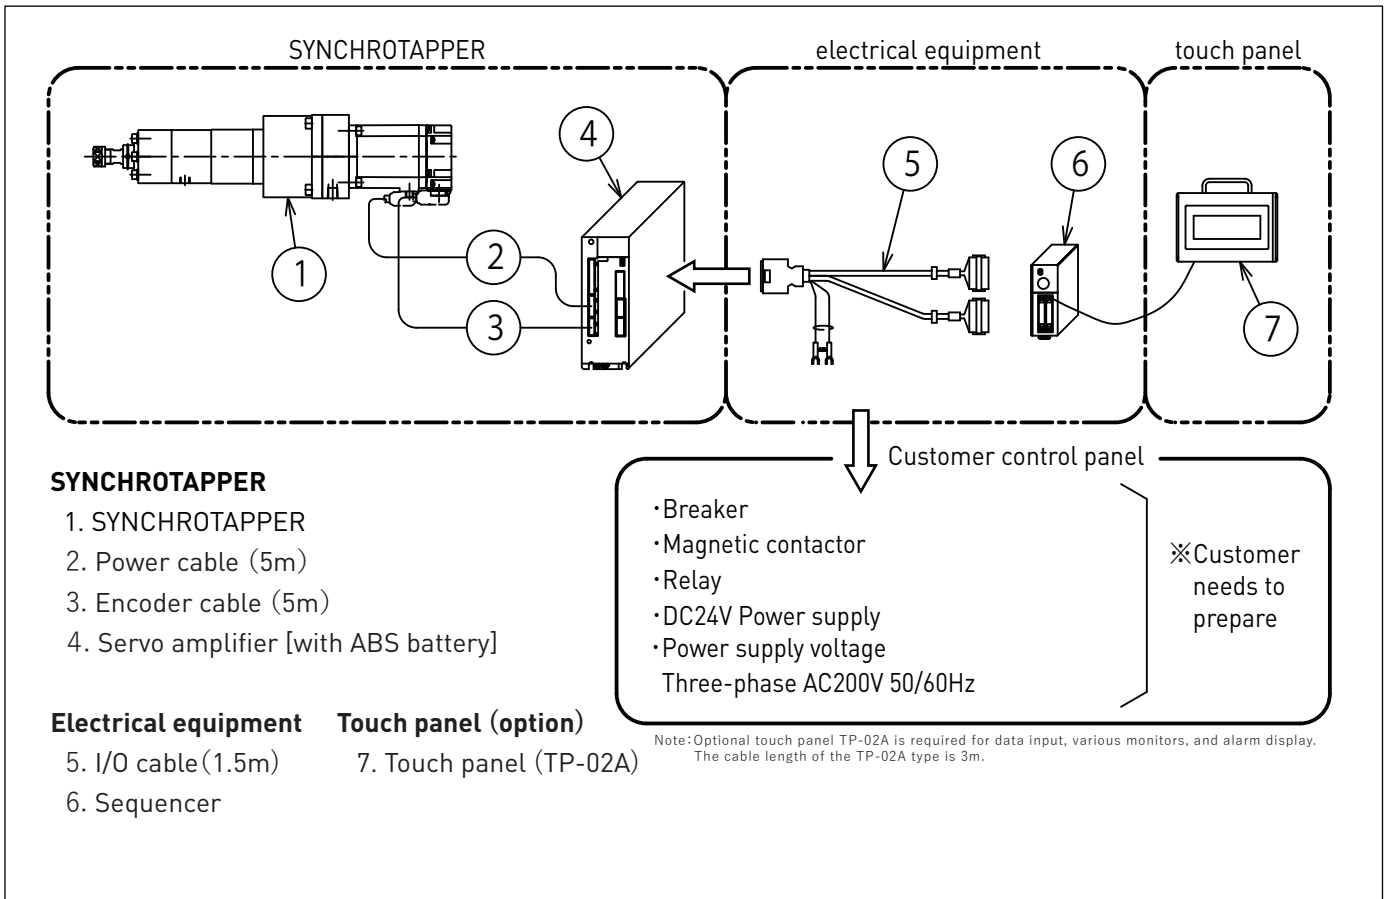 SYNCHROTAPPER
electrical equipment
touch panel
1
2
3
4
5
6
7
SYNCHROTAPPER
1. SYNCHROTAPPER
2. Power cable (5m)
3. Encoder cable (5m)
4. Servo amplifier [with ABS battery]
Electrical equipment
5. I/O cable(1.5m)
6. Sequencer
Touch panel (option)
7. Touch panel (TP-02A)
Customer control panel
・Breaker
・Magnetic contactor
・Relay
・DC24V Power supply
・Power supply voltage
Three-phase AC200V 50/60Hz
※Customer
needs to
prepare
Note:Optional touch panel TP-02A is required for data input, various monitors, and alarm display.
The cable length of the TP-02A type is 3m.